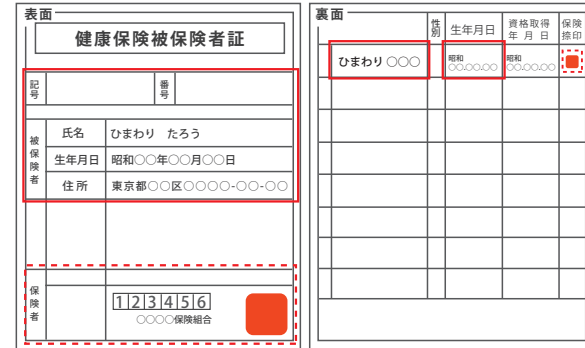 表面
健康保険被保険者証
記号
番号
被保険者
氏名 ひまわり たろう
生年月日 昭和○○年○○月○○日
住所 東京都○○区○○○○-○○-○○
保険者
123456
○○○○保険組合
裏面
性別 生年月日 資格取得年月日 保険捺印
ひまわり○○○ 昭和○○.○○.○○ 昭和○○.○○.○○